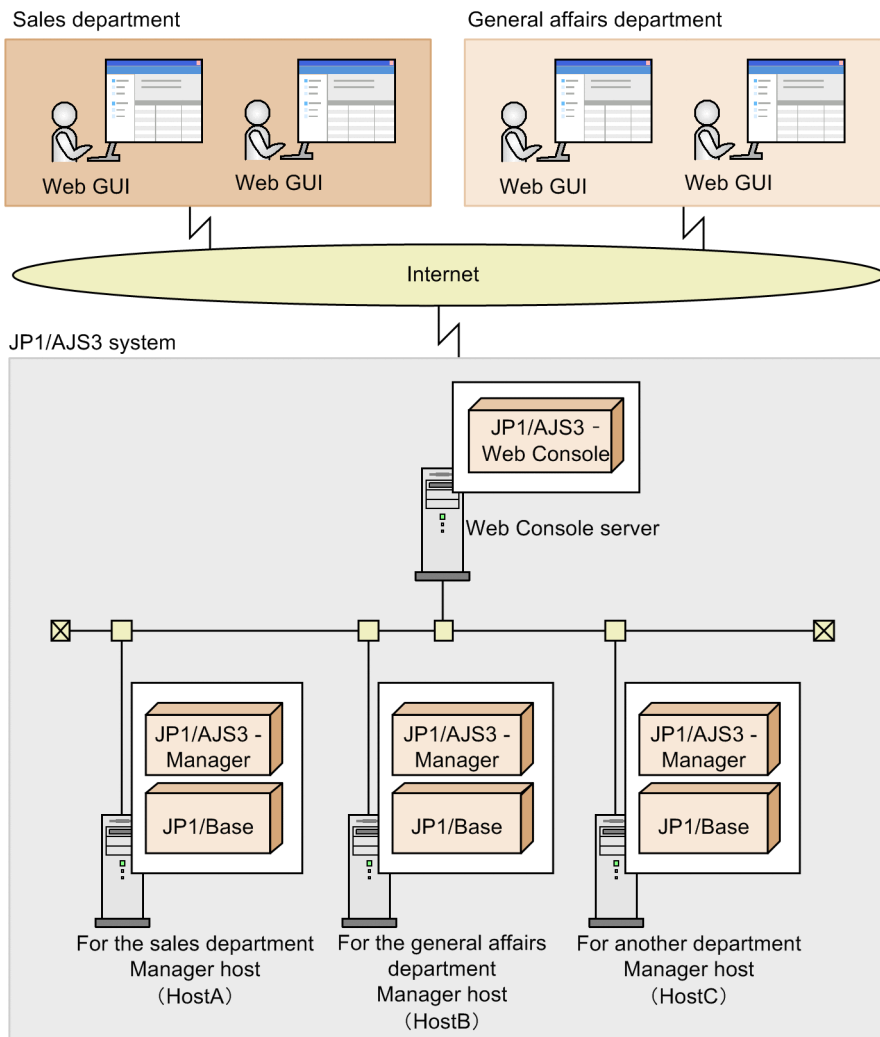 Sales department
General affairs department
Web GUI
Web GUI
Web GUI
Web GUI
Internet
JP1/AJS3 system
JP1/AJS3 -
Web Console
Web Console server
JP1/AJS3 -
Manager
JP1/Base
JP1/AJS3 -
Manager
JP1/Base
JP1/AJS3 -
Manager
JP1/Base
For the sales department
Manager host
（HostA）
For the general affairs
department
Manager host
（HostB）
For another department
Manager host
（HostC）